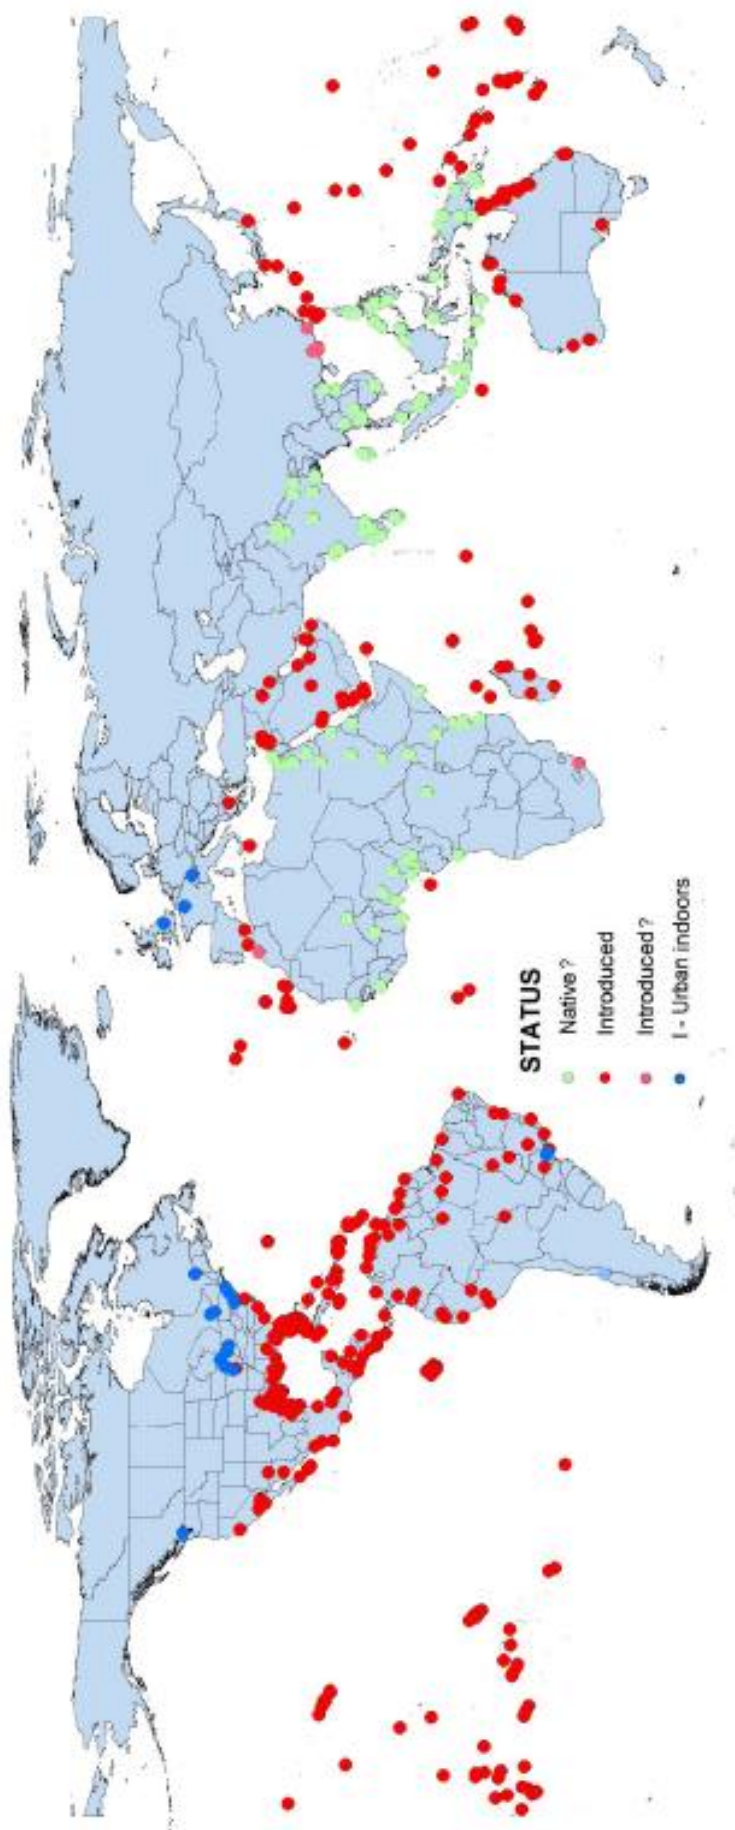 STATUS
Native ?
Introduced
Introduced ?
I - Urban indoors